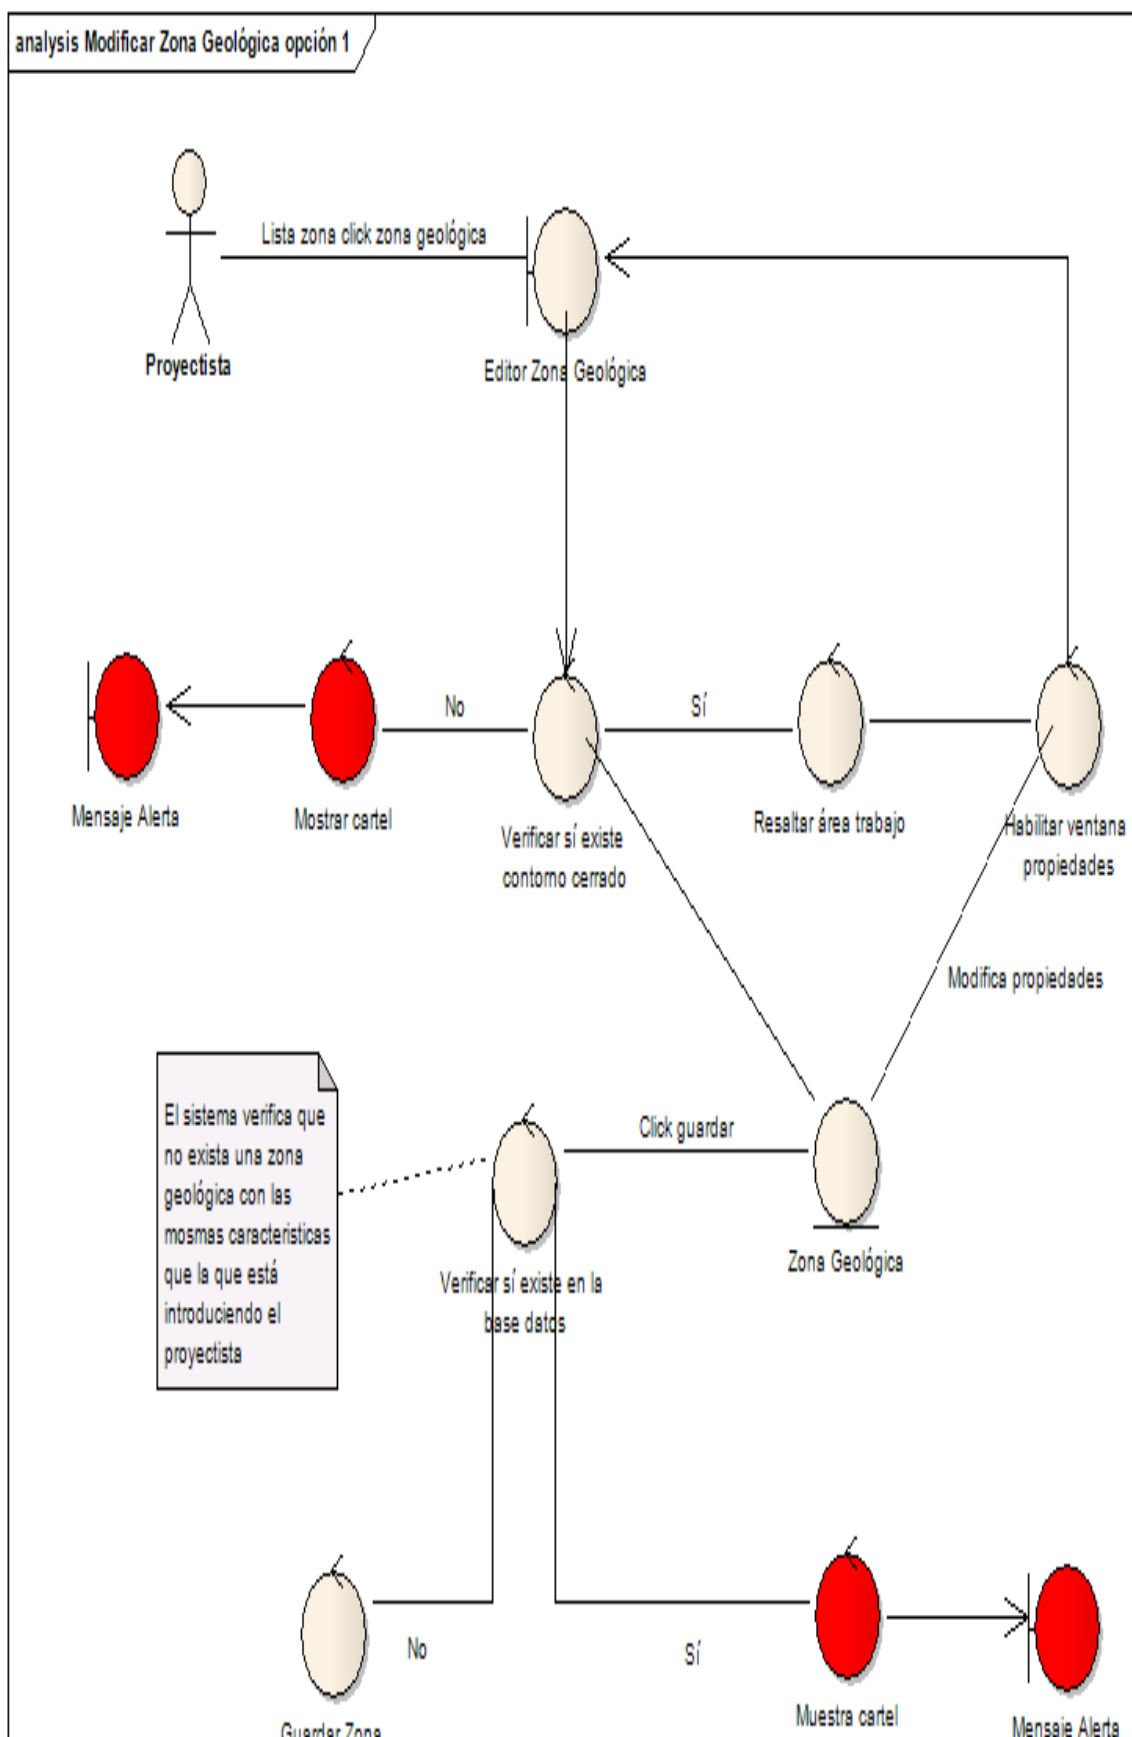 analysis Modificar Zona Geológica opción 1
Lista zona click zona geológica
Proyectista
Editor Zona Geológica
No
Sí
Mensaje Alerta
Mostrar cartel
Verificar sí existe
contorno cerrado
Resaltar área trabajo
Habilitar ventana
propiedades
Modifica propiedades
El sistema verifica que
no exista una zona
geológica con las
mosmas caracteristicas
que la que está
introduciendo el
proyectista
Click guardar
Zona Geológica
Verificar sí existe en la
base datos
No
Sí
Guardar Zona
Muestra cartel
Mensaje Alerta